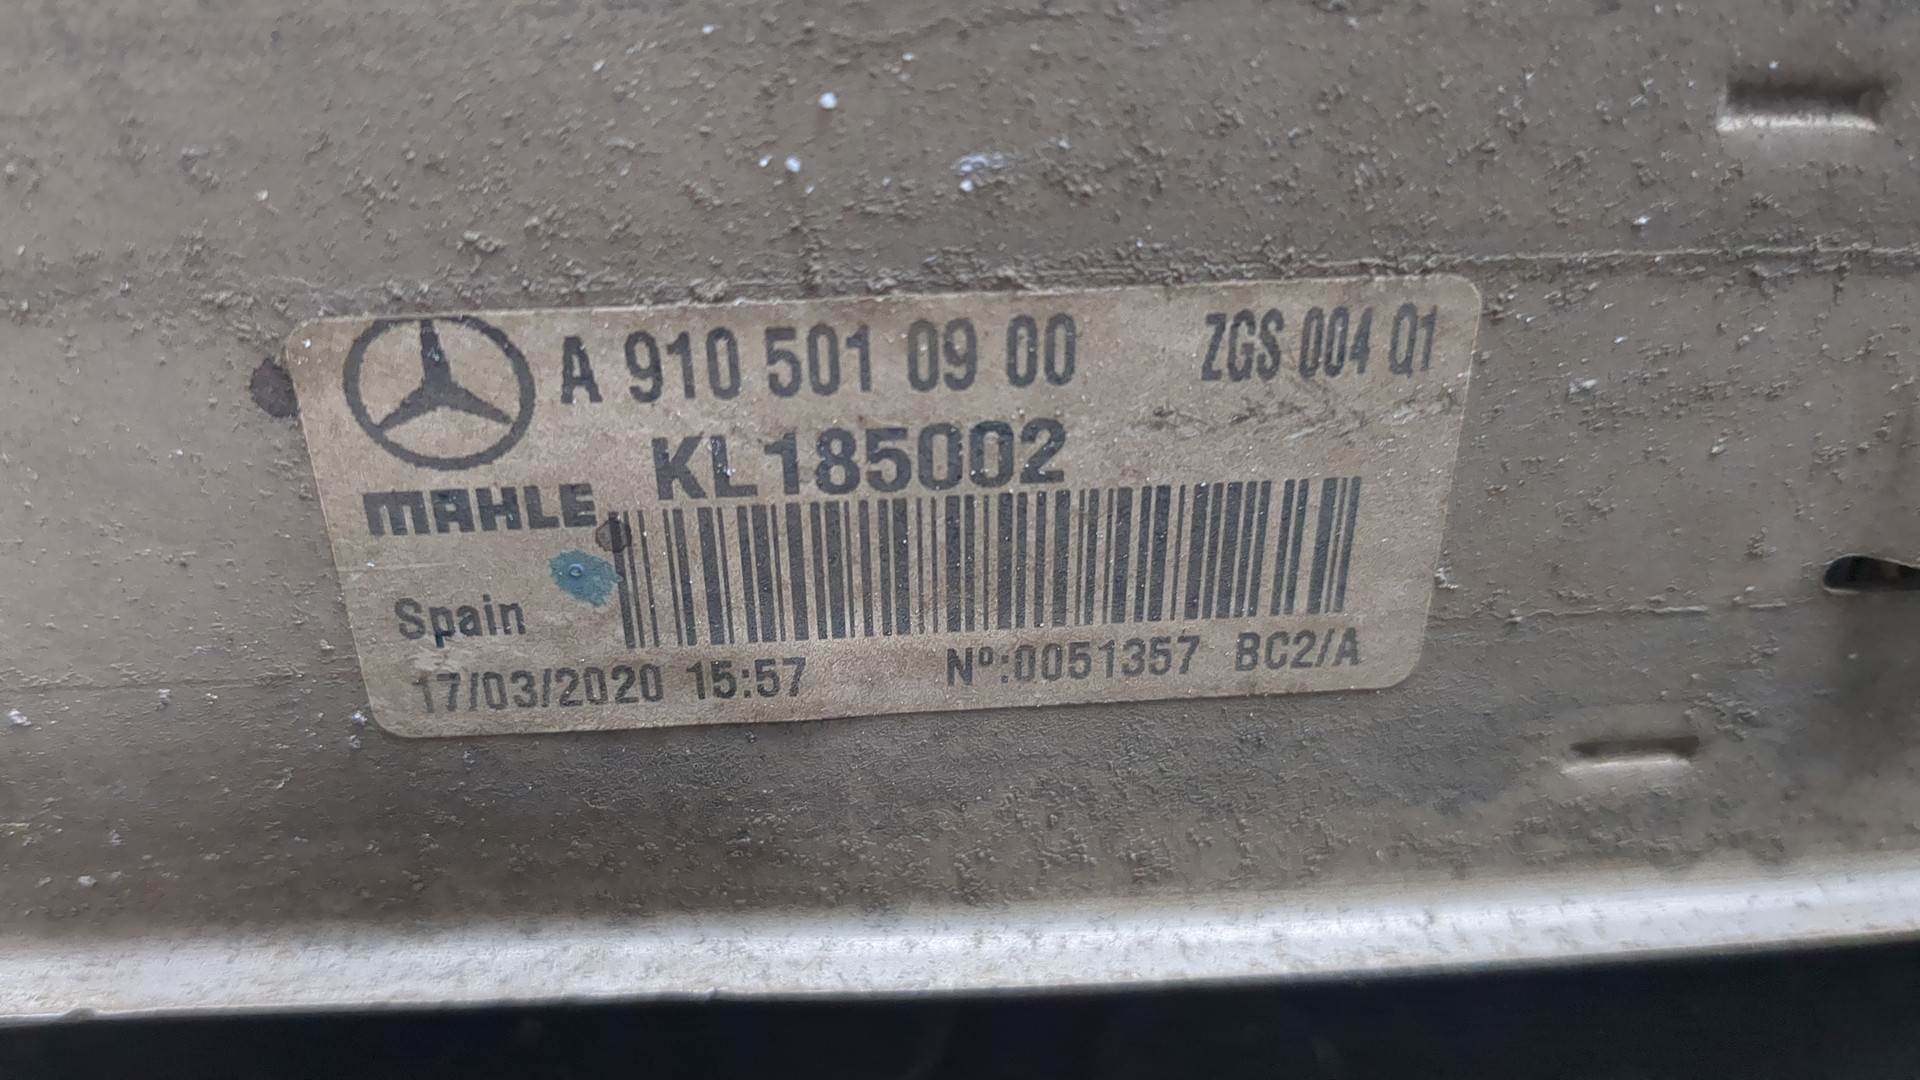 A 910 501 09 00 ZGS 004 Q1
KL185002
MAHLE
Spain
17/03/2020 15:57 Nº:0051357 BC2/A